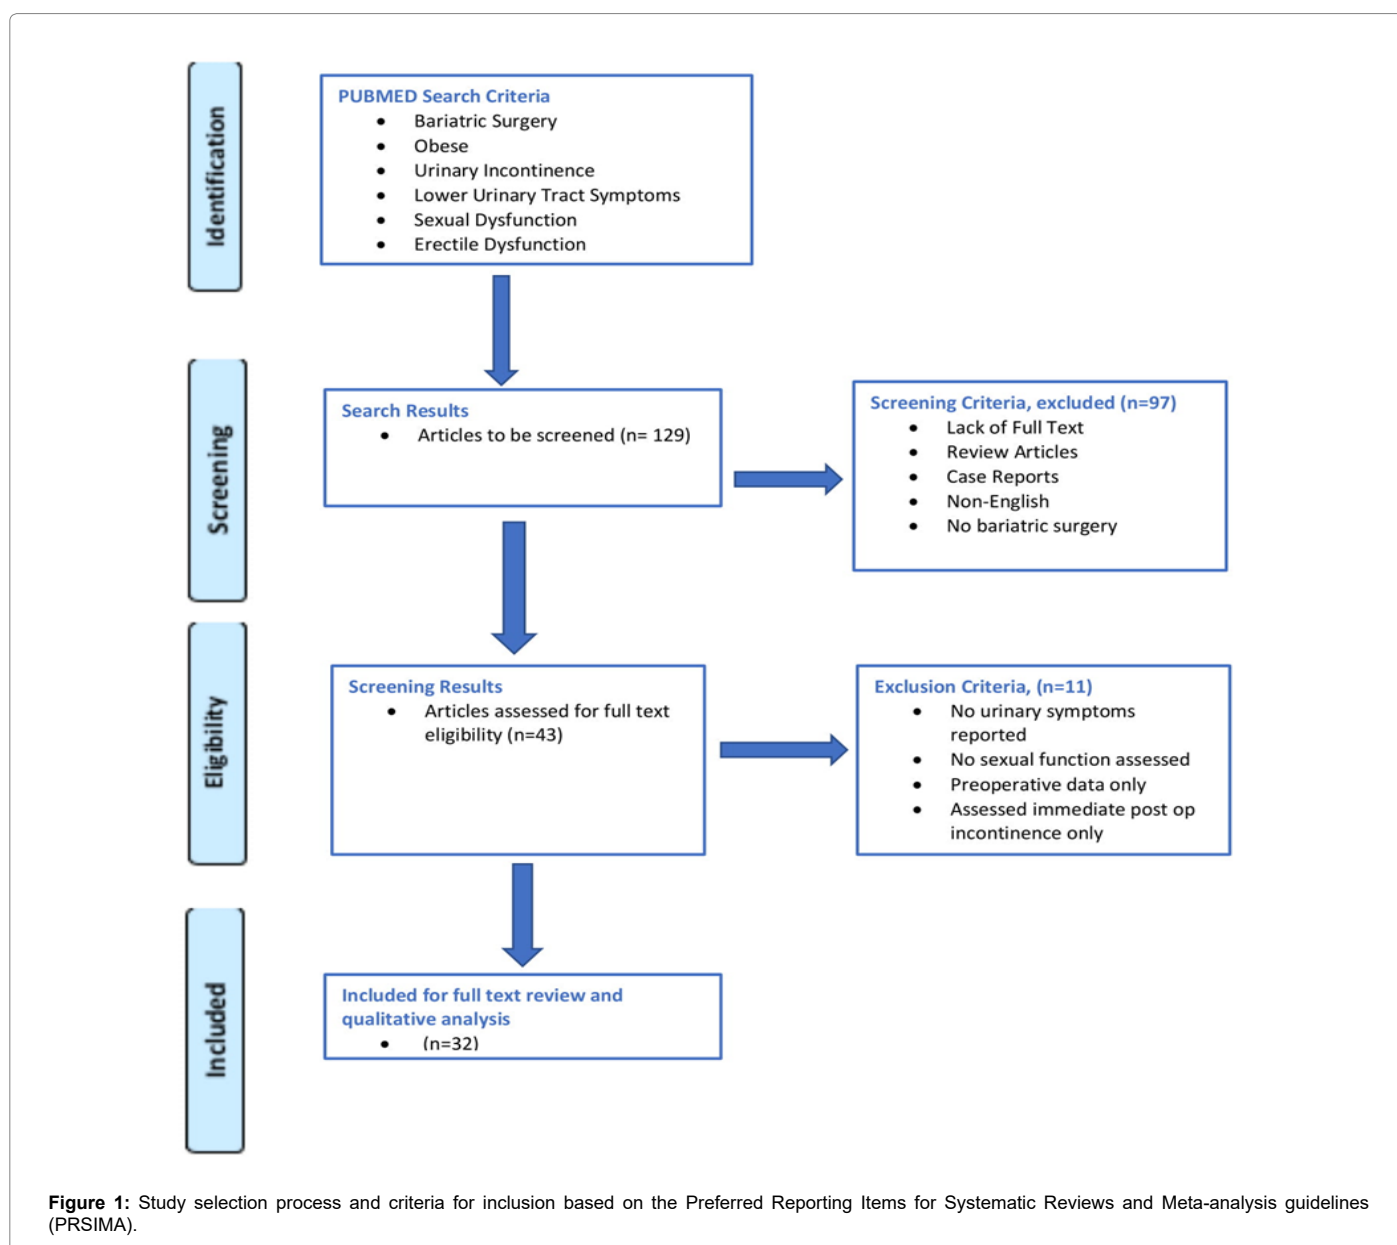 Identification
PUBMED Search Criteria
• Bariatric Surgery
• Obese
• Urinary Incontinence
• Lower Urinary Tract Symptoms
• Sexual Dysfunction
• Erectile Dysfunction
Screening
Search Results
• Articles to be screened (n= 129)
Screening Criteria, excluded (n=97)
• Lack of Full Text
• Review Articles
• Case Reports
• Non-English
• No bariatric surgery
Eligibility
Screening Results
• Articles assessed for full text
eligibility (n=43)
Exclusion Criteria, (n=11)
• No urinary symptoms
reported
• No sexual function assessed
• Preoperative data only
• Assessed immediate post op
incontinence only
Included
Included for full text review and
qualitative analysis
• (n=32)
Figure 1: Study selection process and criteria for inclusion based on the Preferred Reporting Items for Systematic Reviews and Meta-analysis guidelines
(PRSIMA).